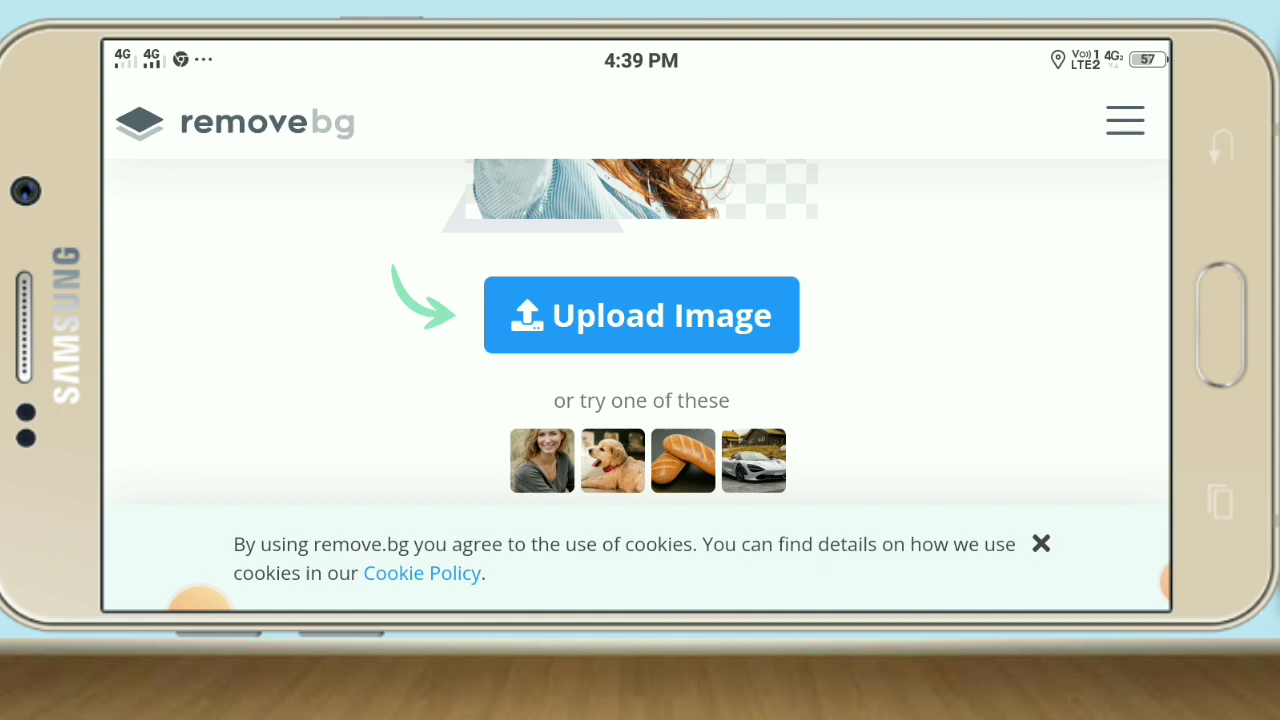 4G 4G 4:39 PM Vo)) 1 LTE2 4G2 57
removebg
Upload Image
or try one of these
By using remove.bg you agree to the use of cookies. You can find details on how we use
cookies in our Cookie Policy.
SAMSUNG